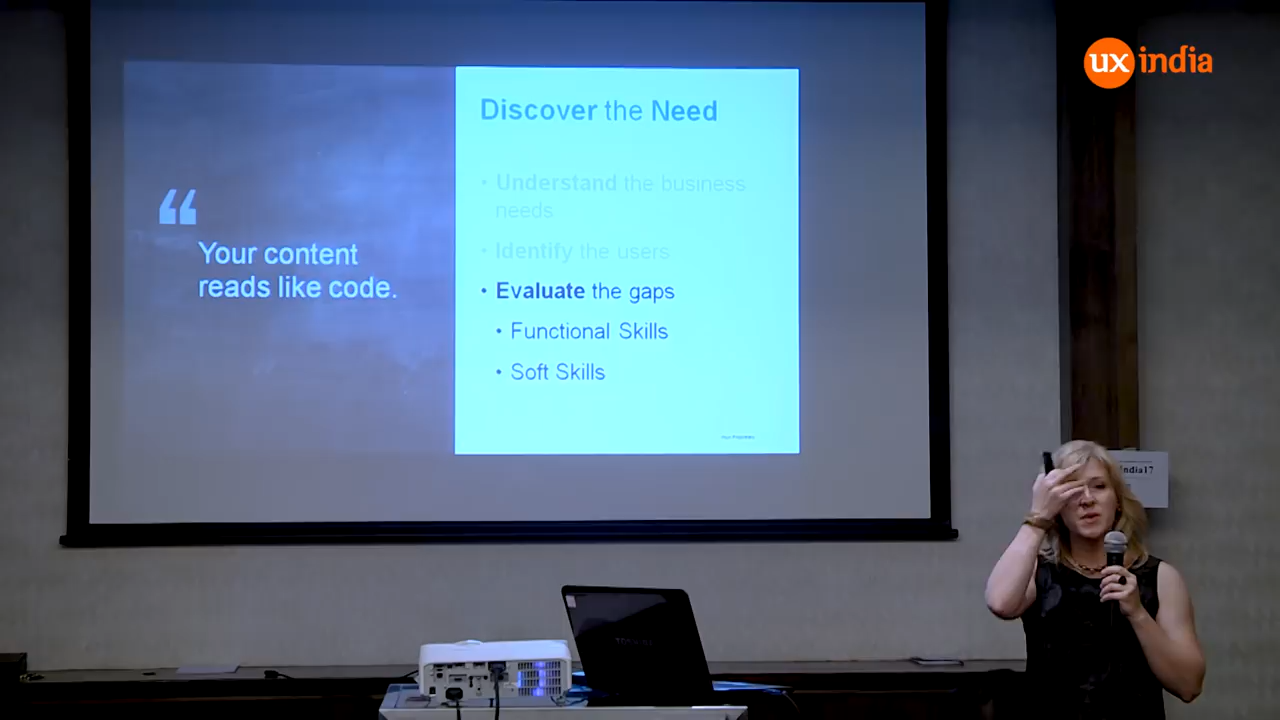 ux india
Discover the Need
• Understand the business
needs
• Identify the users
• Evaluate the gaps
• Functional Skills
• Soft Skills
“
Your content
reads like code.
India17
TOSHIBA